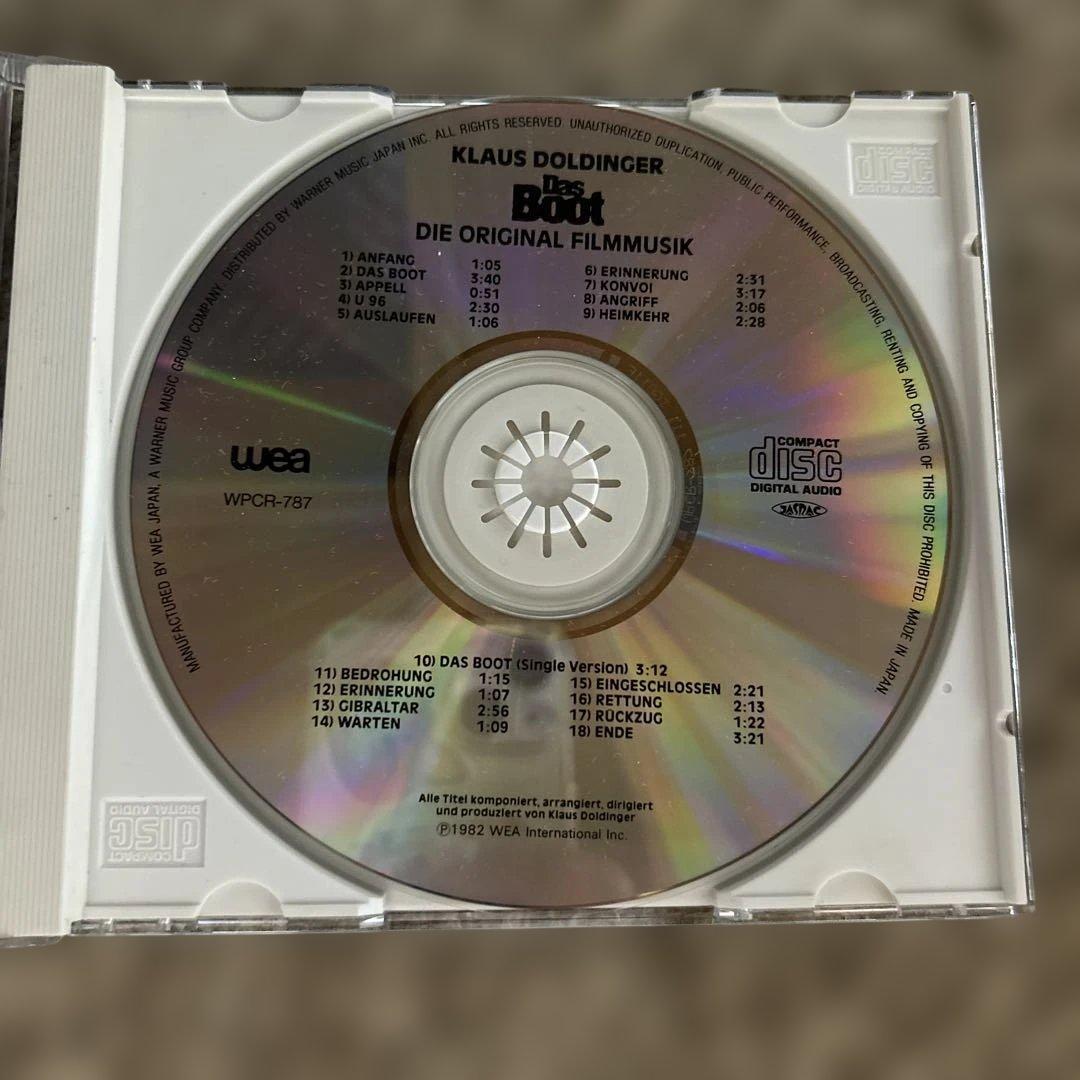 MANUFACTURED BY WEA JAPAN, A WARNER MUSIC GROUP COMPANY. DISTRIBUTED BY WARNER MUSIC JAPAN INC. ALL RIGHTS RESERVED. UNAUTHORIZED DUPLICATION, PUBLIC PERFORMANCE, BROADCASTING, RENTING AND COPYING OF THIS DISC PROHIBITED. MADE IN JAPAN.
KLAUS DOLDINGER
Das
Boot
DIE ORIGINAL FILMMUSIK
1) ANFANG 1:05
2) DAS BOOT 3:40
3) APPELL 0:51
4) U 96 2:30
5) AUSLAUFEN 1:06
6) ERINNERUNG 2:31
7) KONVOI 3:17
8) ANGRIFF 2:06
9) HEIMKEHR 2:28
wea
WPCR-787
COMPACT
disc
DIGITAL AUDIO
JASRAC
10) DAS BOOT (Single Version) 3:12
11) BEDROHUNG 1:15
12) ERINNERUNG 1:07
13) GIBRALTAR 2:56
14) WARTEN 1:09
15) EINGESCHLOSSEN 2:21
16) RETTUNG 2:13
17) RÜCKZUG 1:22
18) ENDE 3:21
Alle Titel komponiert, arrangiert, dirigiert
und produziert von Klaus Doldinger
Ⓟ1982 WEA International Inc.
COMPACT
disc
DIGITAL AUDIO
COMPACT
disc
DIGITAL AUDIO